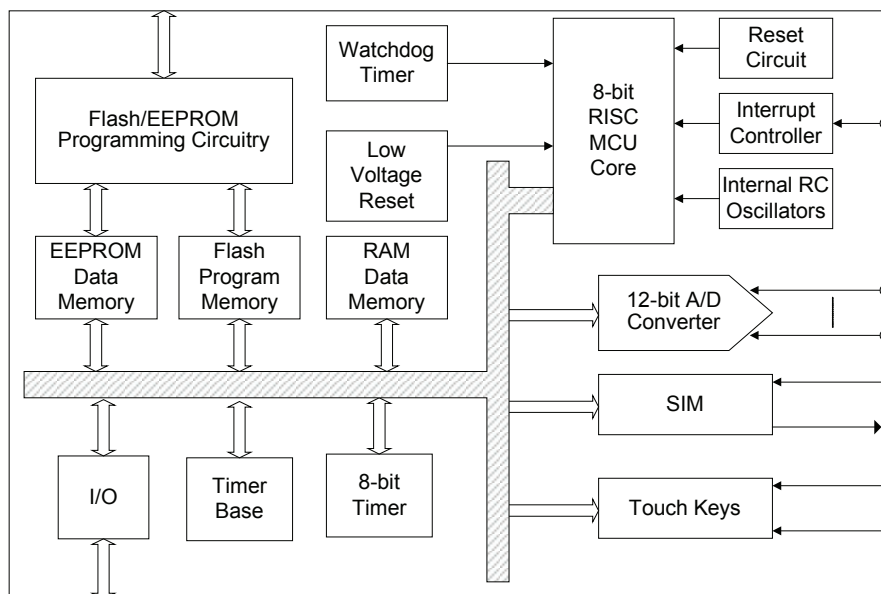 Watchdog
Timer
Reset
Circuit
Flash/EEPROM
Programming Circuitry
8-bit
RISC
MCU
Core
Interrupt
Controller
Low
Voltage
Reset
Internal RC
Oscillators
EEPROM
Data
Memory
Flash
Program
Memory
RAM
Data
Memory
12-bit A/D
Converter
SIM
I/O
Timer
Base
8-bit
Timer
Touch Keys